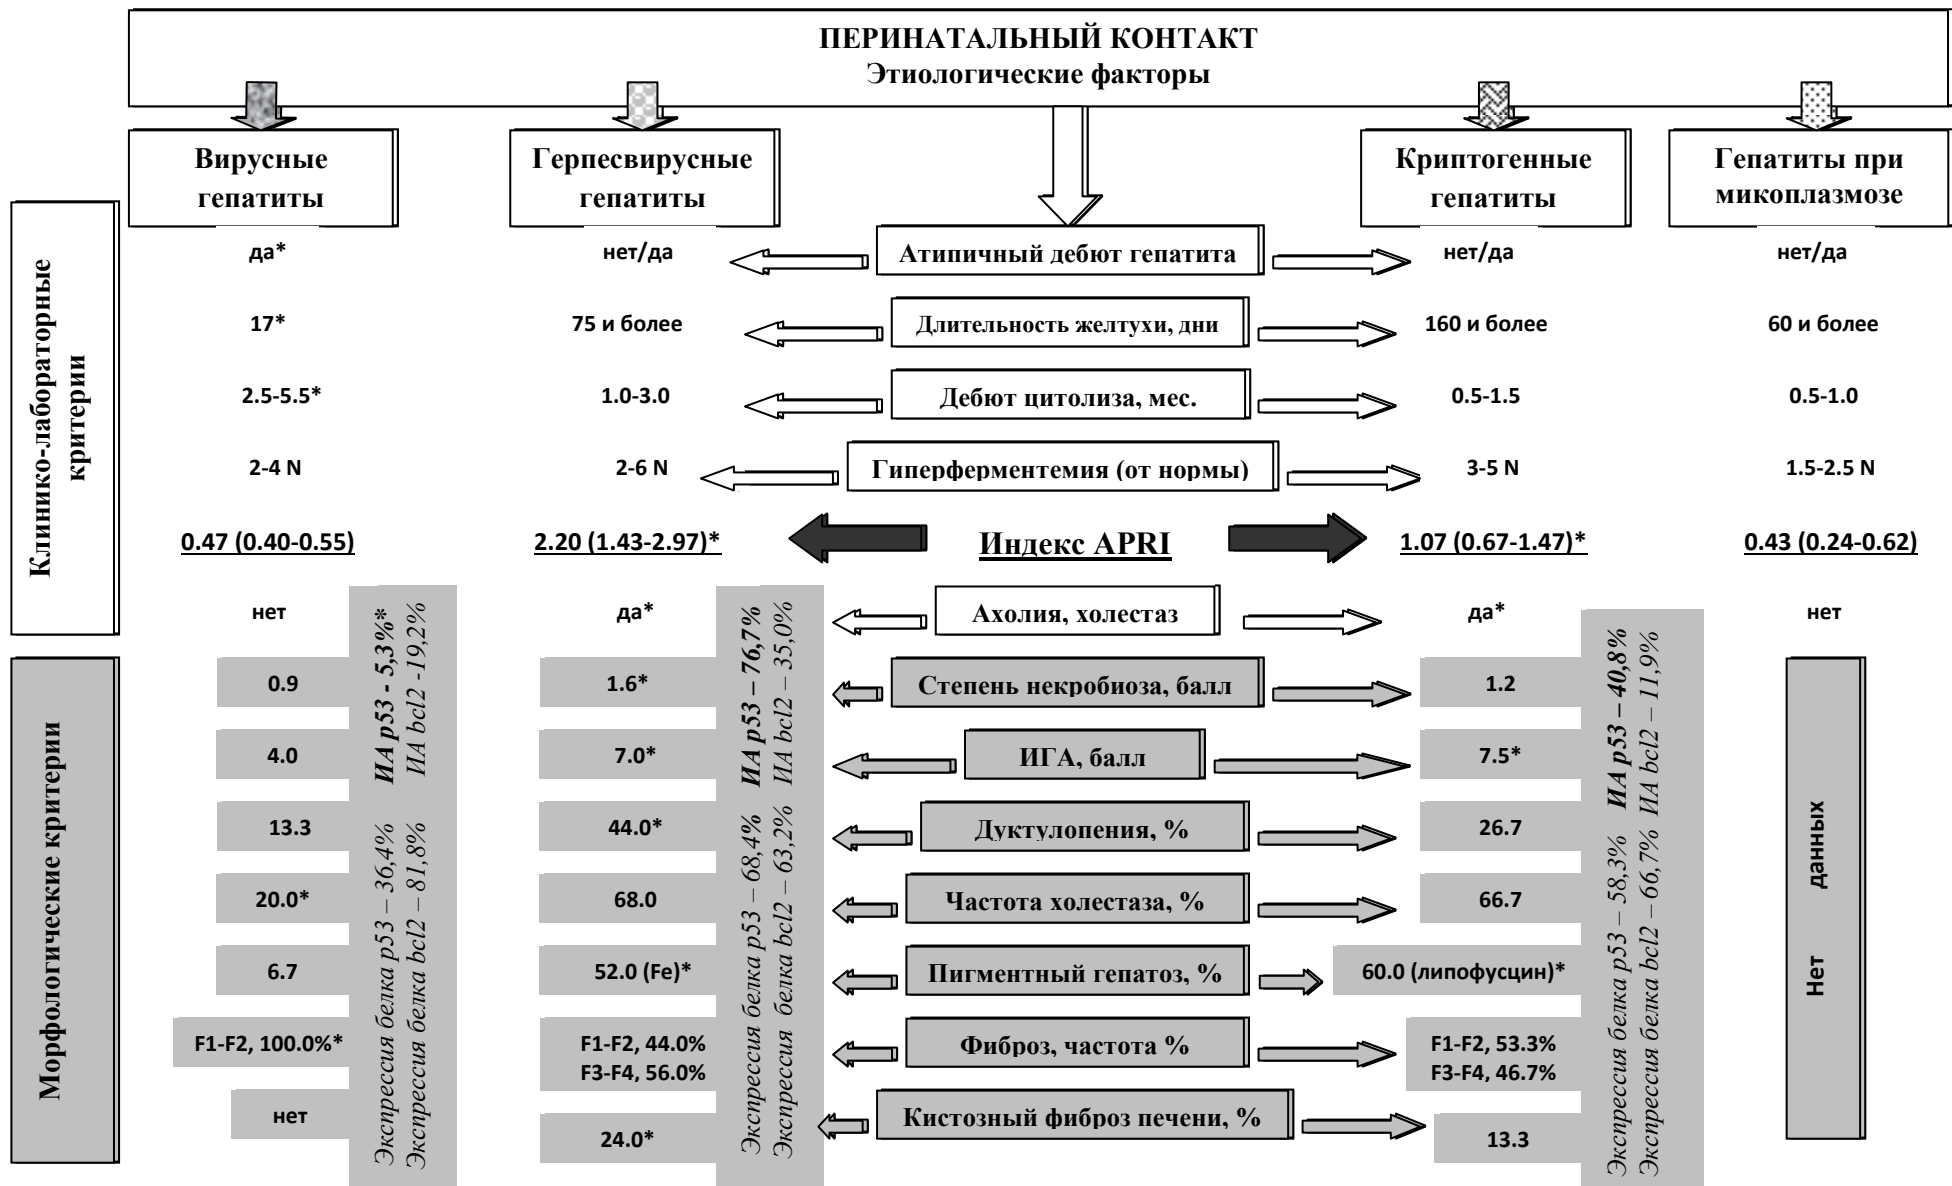 ПЕРИНАТАЛЬНЫЙ КОНТАКТ
Этиологические факторы
Вирусные
гепатиты
Герпесвирусные
гепатиты
Криптогенные
гепатиты
Гепатиты при
микоплазмозе
Клинико-лабораторные
критерии
да*
нет/да
Атипичный дебют гепатита
нет/да
нет/да
17*
75 и более
Длительность желтухи, дни
160 и более
60 и более
2.5-5.5*
1.0-3.0
Дебют цитолиза, мес.
0.5-1.5
0.5-1.0
2-4 N
2-6 N
Гиперферментемия (от нормы)
3-5 N
1.5-2.5 N
0.47 (0.40-0.55)
2.20 (1.43-2.97)*
Индекс APRI
1.07 (0.67-1.47)*
0.43 (0.24-0.62)
нет
да*
Ахолия, холестаз
да*
нет
Морфологические критерии
0.9
1.6*
Степень некробиоза, балл
1.2
4.0
7.0*
ИГА, балл
7.5*
13.3
44.0*
Дуктулопения, %
26.7
20.0*
68.0
Частота холестаза, %
66.7
6.7
52.0 (Fe)*
Пигментный гепатоз, %
60.0 (липофусцин)*
F1-F2, 100.0%*
F1-F2, 44.0%
F3-F4, 56.0%
Фиброз, частота %
F1-F2, 53.3%
F3-F4, 46.7%
нет
24.0*
Кистозный фиброз печени, %
13.3
Экспрессия белка p53 – 36,4% ИА p53 - 5,3%*
Экспрессия белка bcl2 – 81,8% ИА bcl2 -19,2%
Экспрессия белка p53 – 68,4% ИА p53 – 76,7%
Экспрессия белка bcl2 – 63,2% ИА bcl2 – 35,0%
Экспрессия белка p53 – 58,3% ИА p53 – 40,8%
Экспрессия белка bcl2 – 66,7% ИА bcl2 – 11,9%
Нет данных